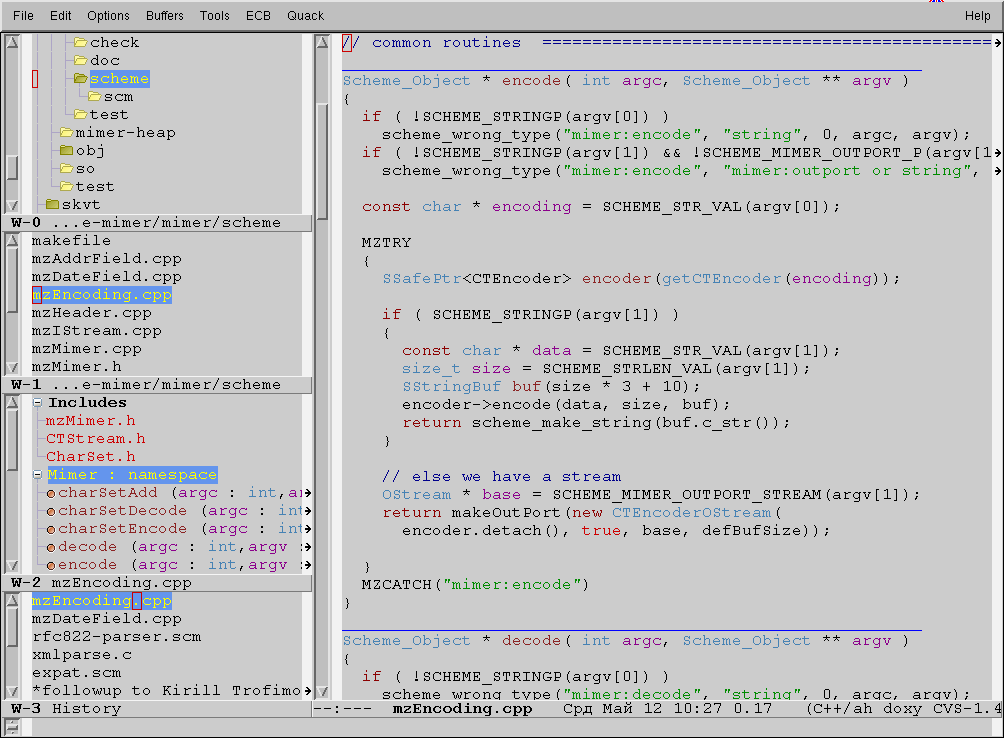 File Edit Options Buffers Tools ECB Quack Help
check
doc
scheme
scm
test
mimer-heap
obj
so
test
skvt
W-0 ...e-mimer/mimer/scheme
makefile
mzAddrField.cpp
mzDateField.cpp
mzEncoding.cpp
mzHeader.cpp
mzIStream.cpp
mzMimer.cpp
mzMimer.h
W-1 ...e-mimer/mimer/scheme
Includes
mzMimer.h
CTStream.h
CharSet.h
Mimer : namespace
charSetAdd (argc : int,ar
charSetDecode (argc : int
charSetEncode (argc : int
decode (argc : int,argv :
encode (argc : int,argv :
W-2 mzEncoding.cpp
mzEncoding.cpp
mzDateField.cpp
rfc822-parser.scm
xmlparse.c
expat.scm
*followup to Kirill Trofimo
W-3 History
// common routines =============================================
Scheme_Object * encode( int argc, Scheme_Object ** argv )
{
if ( !SCHEME_STRINGP(argv[0]) )
scheme_wrong_type("mimer:encode", "string", 0, argc, argv);
if ( !SCHEME_STRINGP(argv[1]) && !SCHEME_MIMER_OUTPORT_P(argv[1
scheme_wrong_type("mimer:encode", "mimer:outport or string",
const char * encoding = SCHEME_STR_VAL(argv[0]);
MZTRY
{
SSafePtr<CTEncoder> encoder(getCTEncoder(encoding));
if ( SCHEME_STRINGP(argv[1]) )
{
const char * data = SCHEME_STR_VAL(argv[1]);
size_t size = SCHEME_STRLEN_VAL(argv[1]);
SStringBuf buf(size * 3 + 10);
encoder->encode(data, size, buf);
return scheme_make_string(buf.c_str());
}
// else we have a stream
OStream * base = SCHEME_MIMER_OUTPORT_STREAM(argv[1]);
return makeOutPort(new CTEncoderOStream(
encoder.detach(), true, base, defBufSize));
}
MZCATCH("mimer:encode")
}
Scheme_Object * decode( int argc, Scheme_Object ** argv )
{
if ( !SCHEME_STRINGP(argv[0]) )
scheme_wrong_type("mimer:decode", "string", 0, argc, argv);
--:--- mzEncoding.cpp Срд Май 12 10:27 0.17 (C++/ah doxy CVS-1.4